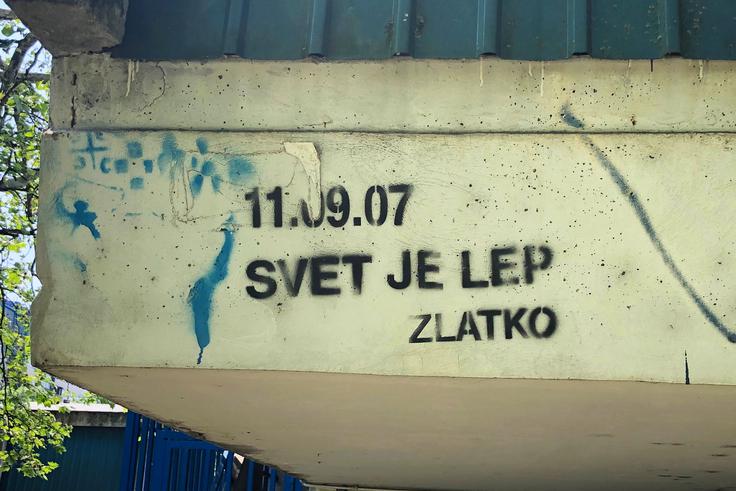 11.09.07
SVET JE LEP
ZLATKO